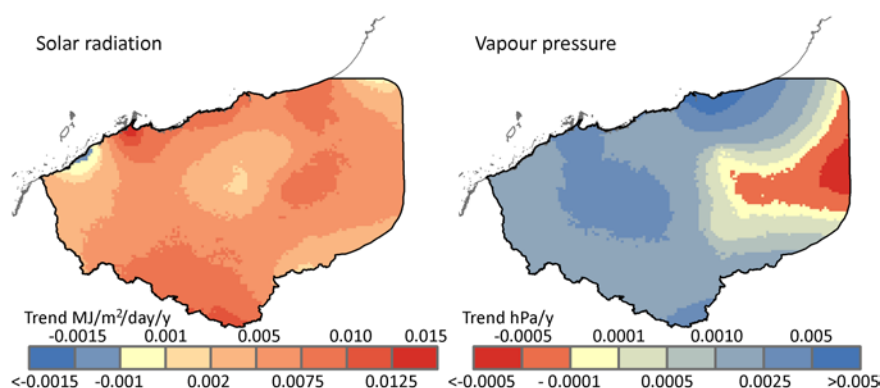 Solar radiation
Vapour pressure
Trend MJ/m²/day/y
-0.0015 0.001 0.005 0.010 0.015
<-0.0015 -0.001 0.002 0.0075 0.0125
Trend hPa/y
-0.0005 0.0001 0.0010 0.005
<-0.0005 -0.0001 0.0005 0.0025 >0.005